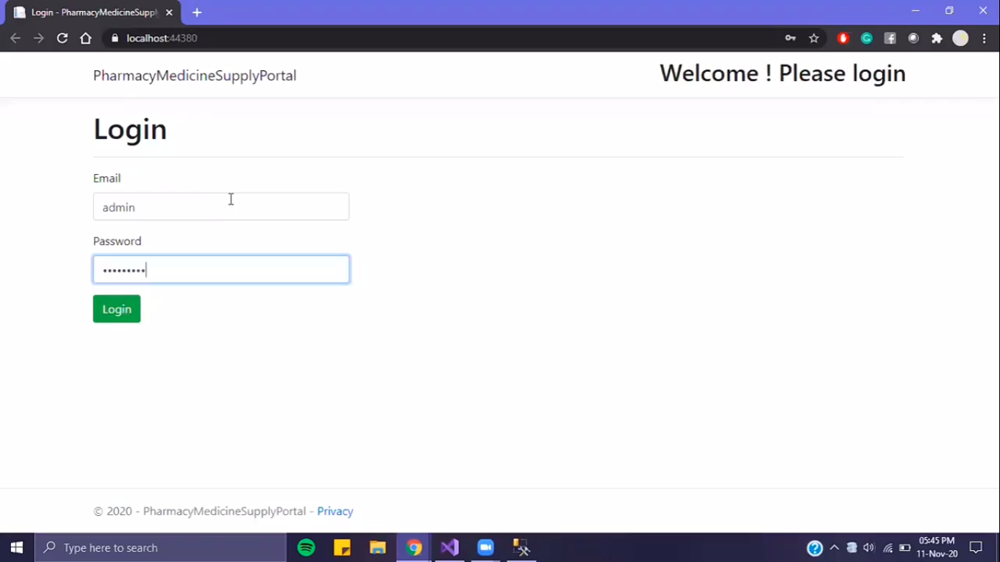 Login - PharmacyMedicineSuppl
localhost:44380
PharmacyMedicineSupplyPortal
Welcome ! Please login
Login
Email
admin
Password
•••••••••
Login
© 2020 - PharmacyMedicineSupplyPortal - Privacy
Type here to search
05:45 PM
11-Nov-20